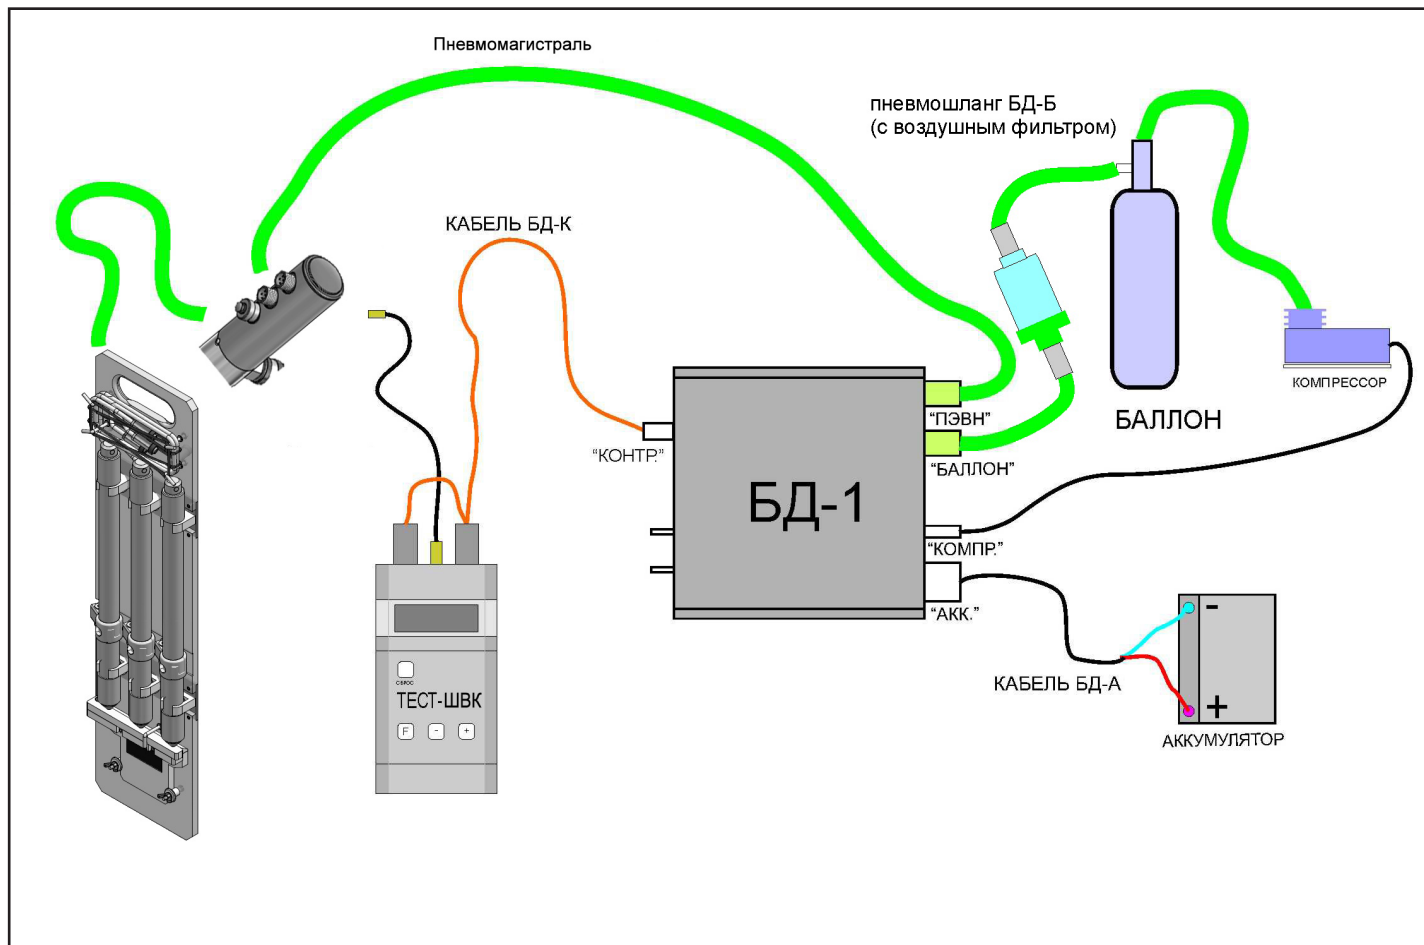 Пневмомагистраль
пневмошланг БД-Б
(с воздушным фильтром)
КАБЕЛЬ БД-К
КОМПРЕССОР
БАЛЛОН
"ПЭВН"
"КОНТР."
"БАЛЛОН"
БД-1
"КОМПР."
"АКК."
-
КАБЕЛЬ БД-А
+
АККУМУЛЯТОР
СБРОС
ТЕСТ-ШВК
F - +